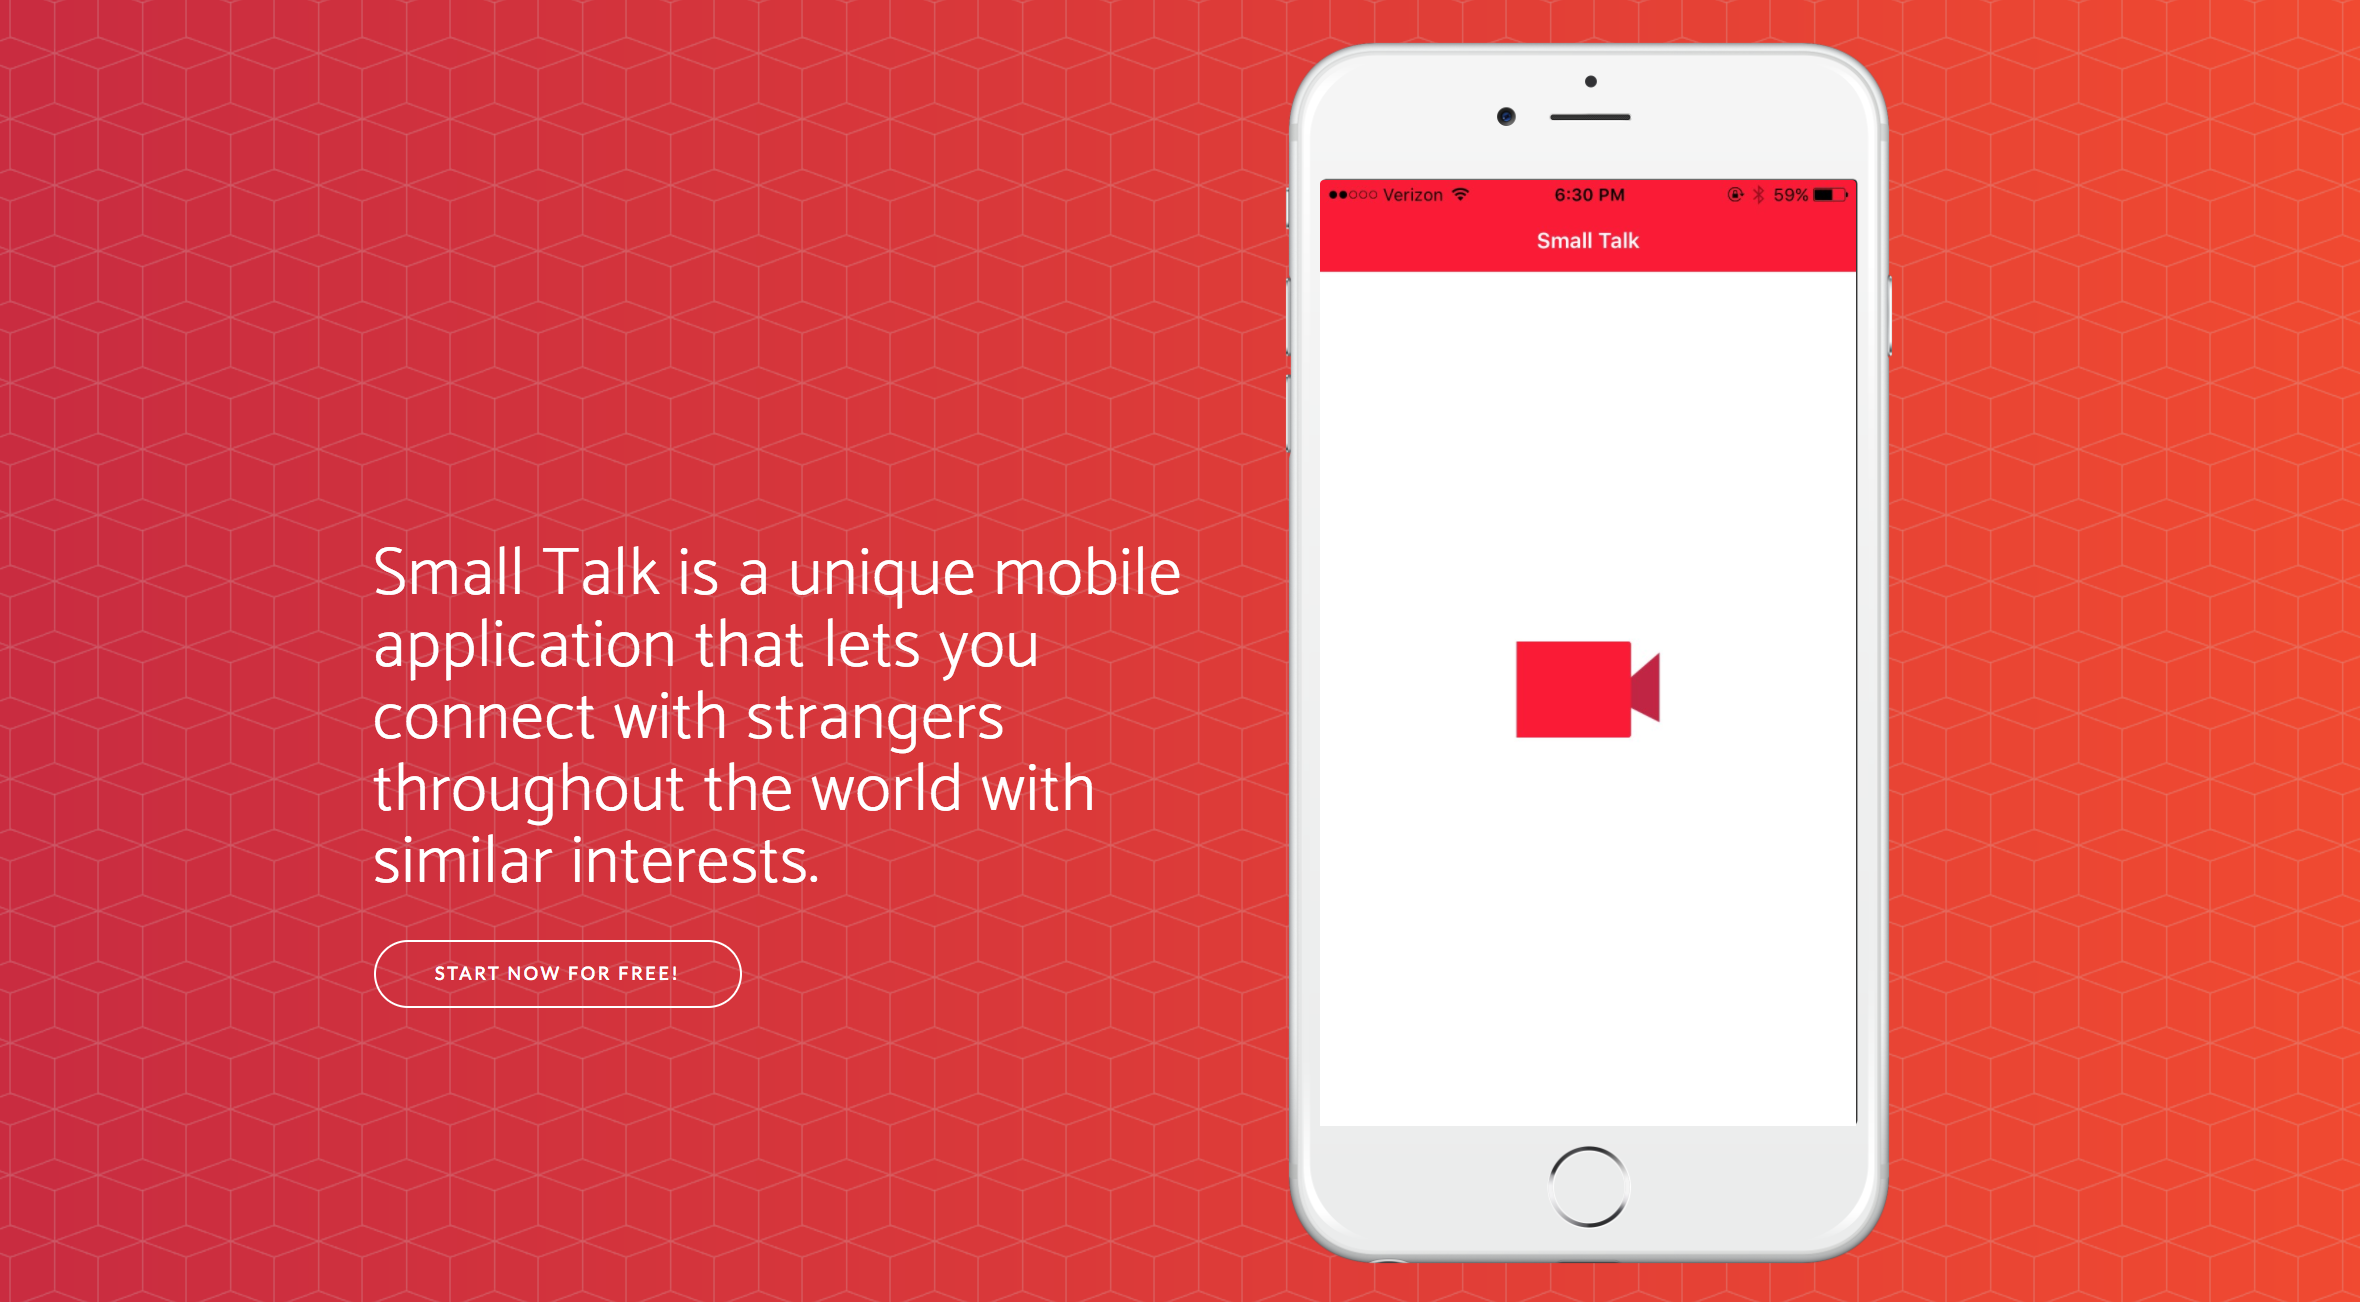 Small Talk is a unique mobile
application that lets you
connect with strangers
throughout the world with
similar interests.
START NOW FOR FREE!
Verizon 6:30 PM 59%
Small Talk